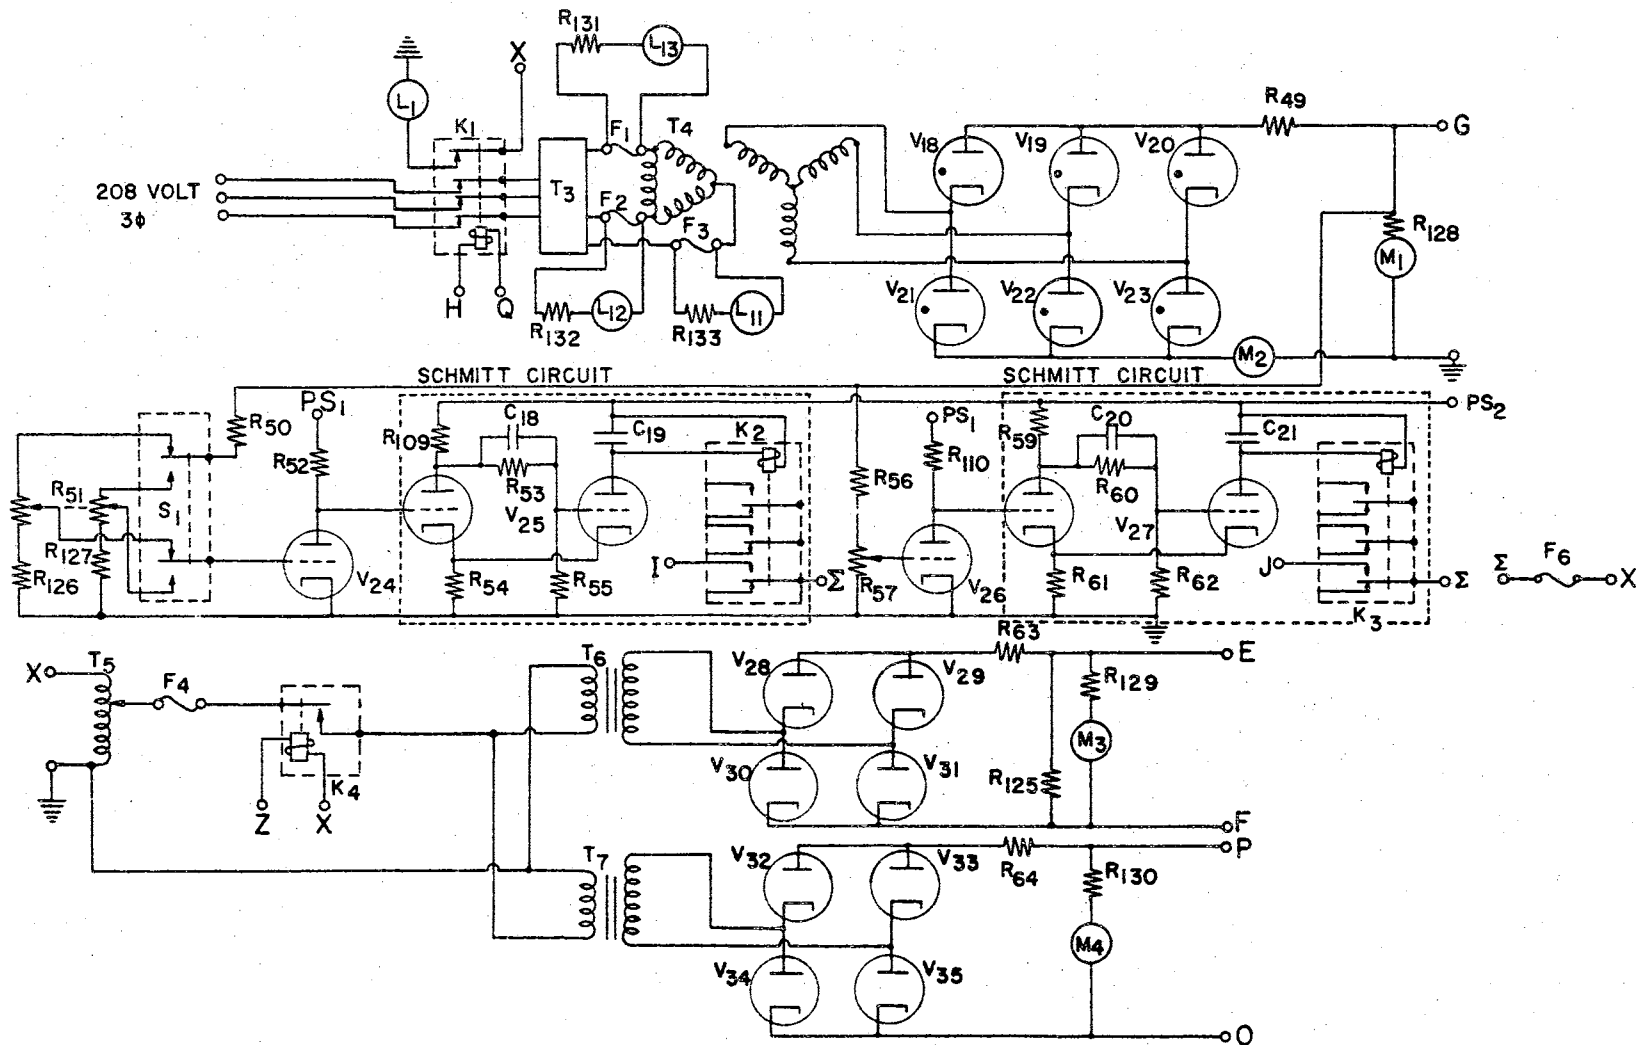 R131
L13
X
L1
K1
F1
T4
R49
G
V18
V19
V20
208 VOLT
3ϕ
T3
F2
F3
R128
M1
H
Q
L12
R132
L11
R133
V21
V22
V23
M2
SCHMITT CIRCUIT
SCHMITT CIRCUIT
PS1
R50
C18
R109
C19
K2
PS1
R59
C20
C21
PS2
R52
R53
R56
R110
R60
R51
S1
V25
V27
R127
R126
V24
R54
I
R55
Σ
R57
V26
R61
J
R62
Σ
K3
Σ
F6
X
R63
X
T5
F4
T6
V28
V29
E
R129
M3
K4
Z
X
V30
V31
R125
F
P
T7
V32
V33
R64
R130
M4
V34
V35
O